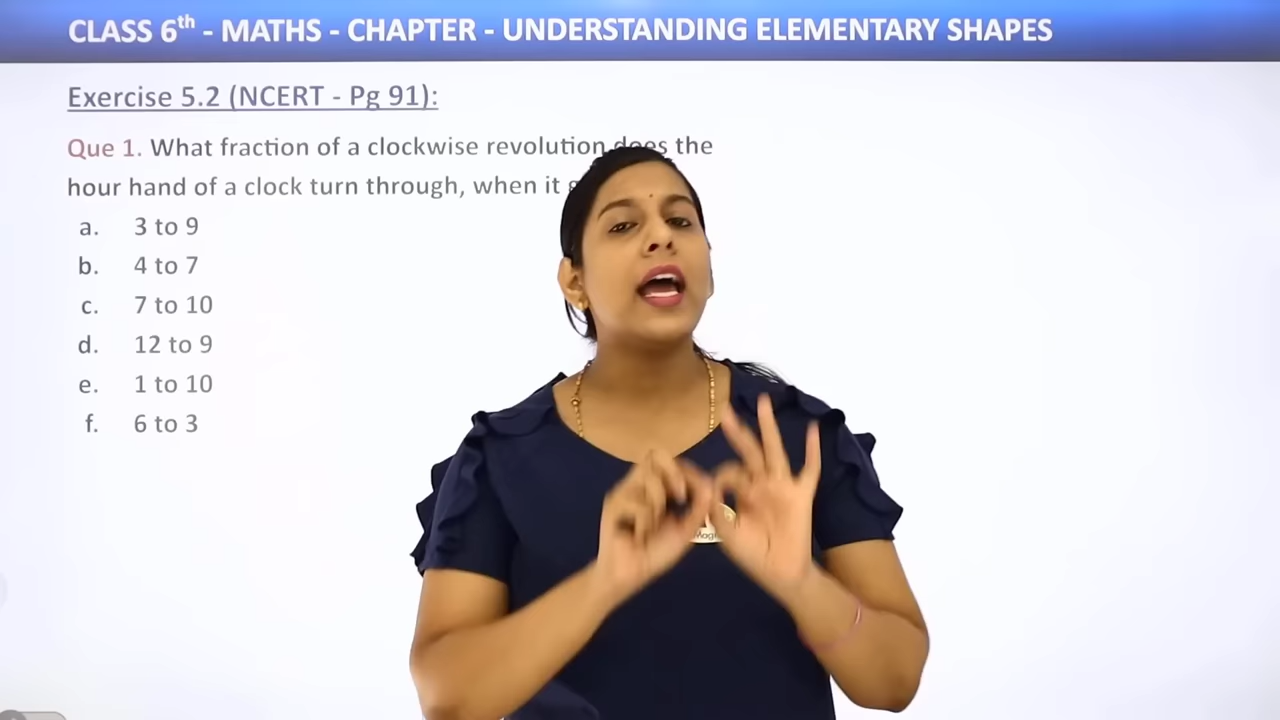 CLASS 6th - MATHS - CHAPTER - UNDERSTANDING ELEMENTARY SHAPES
Exercise 5.2 (NCERT - Pg 91):
Que 1. What fraction of a clockwise revolution does the
hour hand of a clock turn through, when it
a. 3 to 9
b. 4 to 7
c. 7 to 10
d. 12 to 9
e. 1 to 10
f. 6 to 3